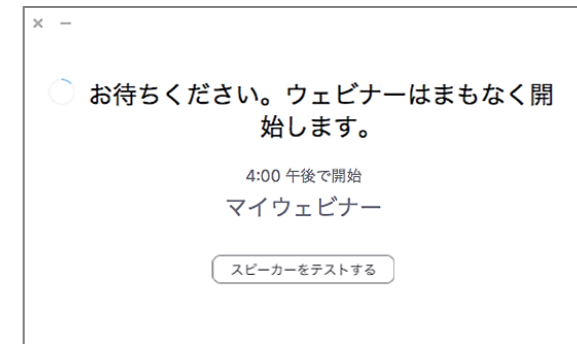 お待ちください。ウェビナーはまもなく開
始します。
4:00 午後で開始
マイウェビナー
スピーカーをテストする